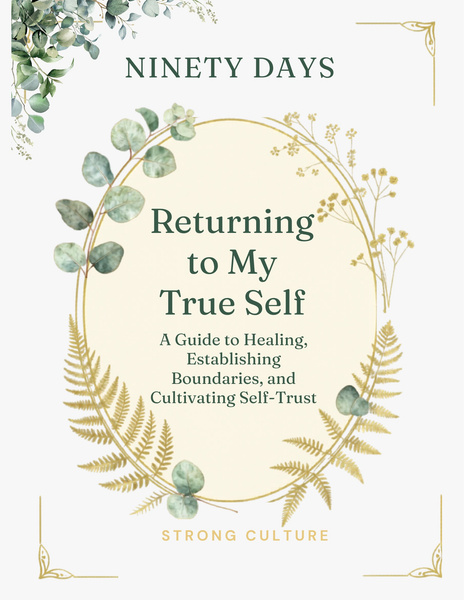 NINETY DAYS
Returning
to My
True Self
A Guide to Healing,
Establishing
Boundaries, and
Cultivating Self-Trust
STRONG CULTURE